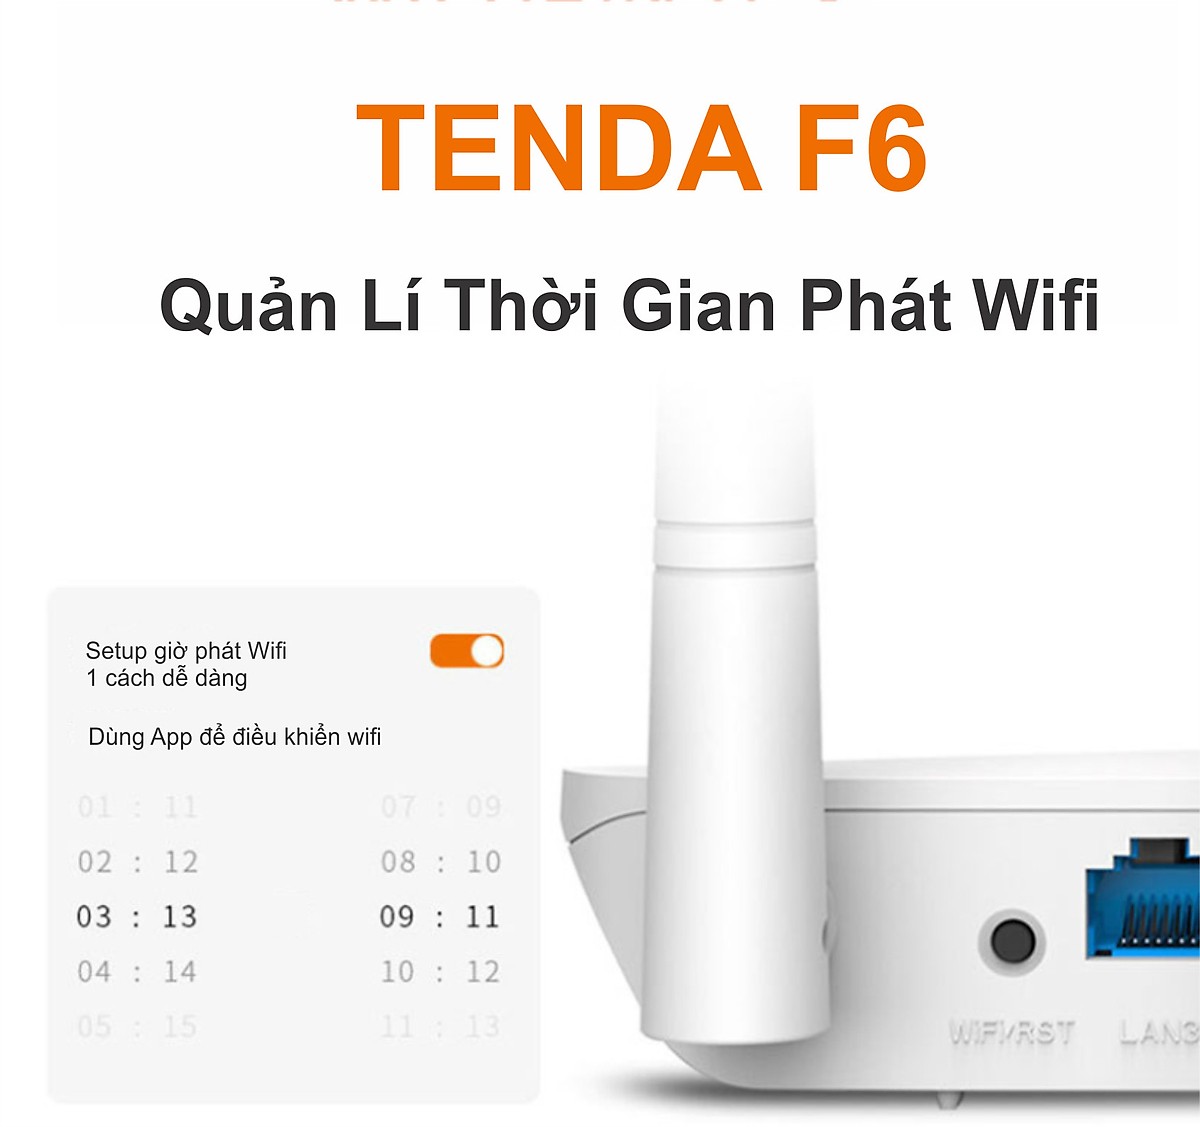 TENDA F6
Quản Lí Thời Gian Phát Wifi
Setup giờ phát Wifi
1 cách dễ dàng
Dùng App để điều khiển wifi
01 : 11 07 : 09
02 : 12 08 : 10
03 : 13 09 : 11
04 : 14 10 : 12
05 : 15 11 : 13
WiFi/RST LAN3